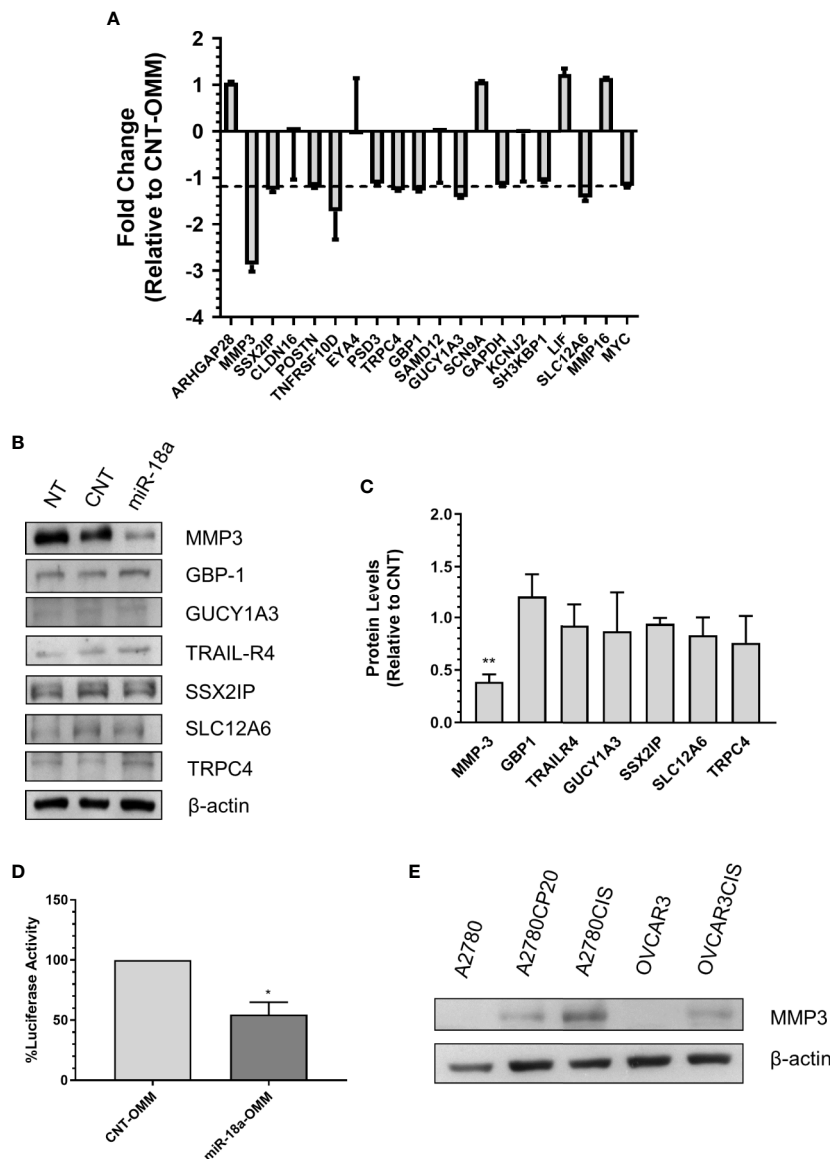 A
Fold Change
(Relative to CNT-OMM)
2
1
0
-1
-2
-3
-4
ARHGAP28
MMP3
SSX2IP
CLDN16
POSTN
TNFRSF10D
EYA4
PSD3
TRPC4
GBP1
SAMD12
GUCY1A3
SCN9A
GAPDH
KCNJ2
SH3KBP1
LIF
SLC12A6
MMP16
MYC
B
NT
CNT
miR-18a
MMP3
GBP-1
GUCY1A3
TRAIL-R4
SSX2IP
SLC12A6
TRPC4
β-actin
C
Protein Levels
(Relative to CNT)
2.0
1.5
1.0
0.5
0.0
**
MMP-3
GBP1
TRAILR4
GUCY1A3
SSX2IP
SLC12A6
TRPC4
D
%Luciferase Activity
150
100
50
0
*
CNT-OMM
miR-18a-OMM
E
A2780
A2780CP20
A2780CIS
OVCAR3
OVCAR3CIS
MMP3
β-actin